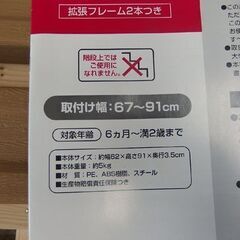 拡張フレーム2本つき
階段上では
ご使用に
なれません。
取付け幅：67～91cm
対象年齢 6ヵ月～満2歳まで
■本体サイズ：約幅62×高さ91×奥行3.5cm
■本体重量：約5kg
■材 質：PE、ABS樹脂、スチール
■生産物賠償責任保険つき